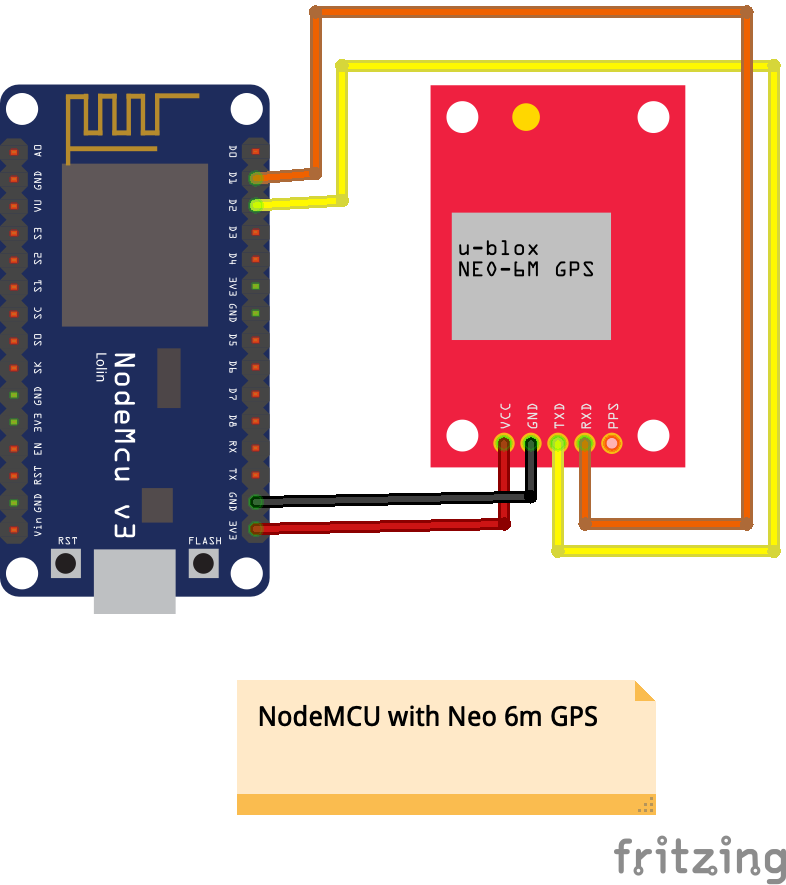 A0
GND
VU
S3
S2
S1
SC
S0
SK
GND
3V3
EN
RST
GND
Vin
D0
D1
D2
D3
D4
3V3
GND
D5
D6
D7
D8
RX
TX
GND
3V3
NodeMcu v3
Lolin
RST
FLASH
u-blox
NEO-6M GPS
VCC
GND
TXD
RXD
PPS
NodeMCU with Neo 6m GPS
fritzing